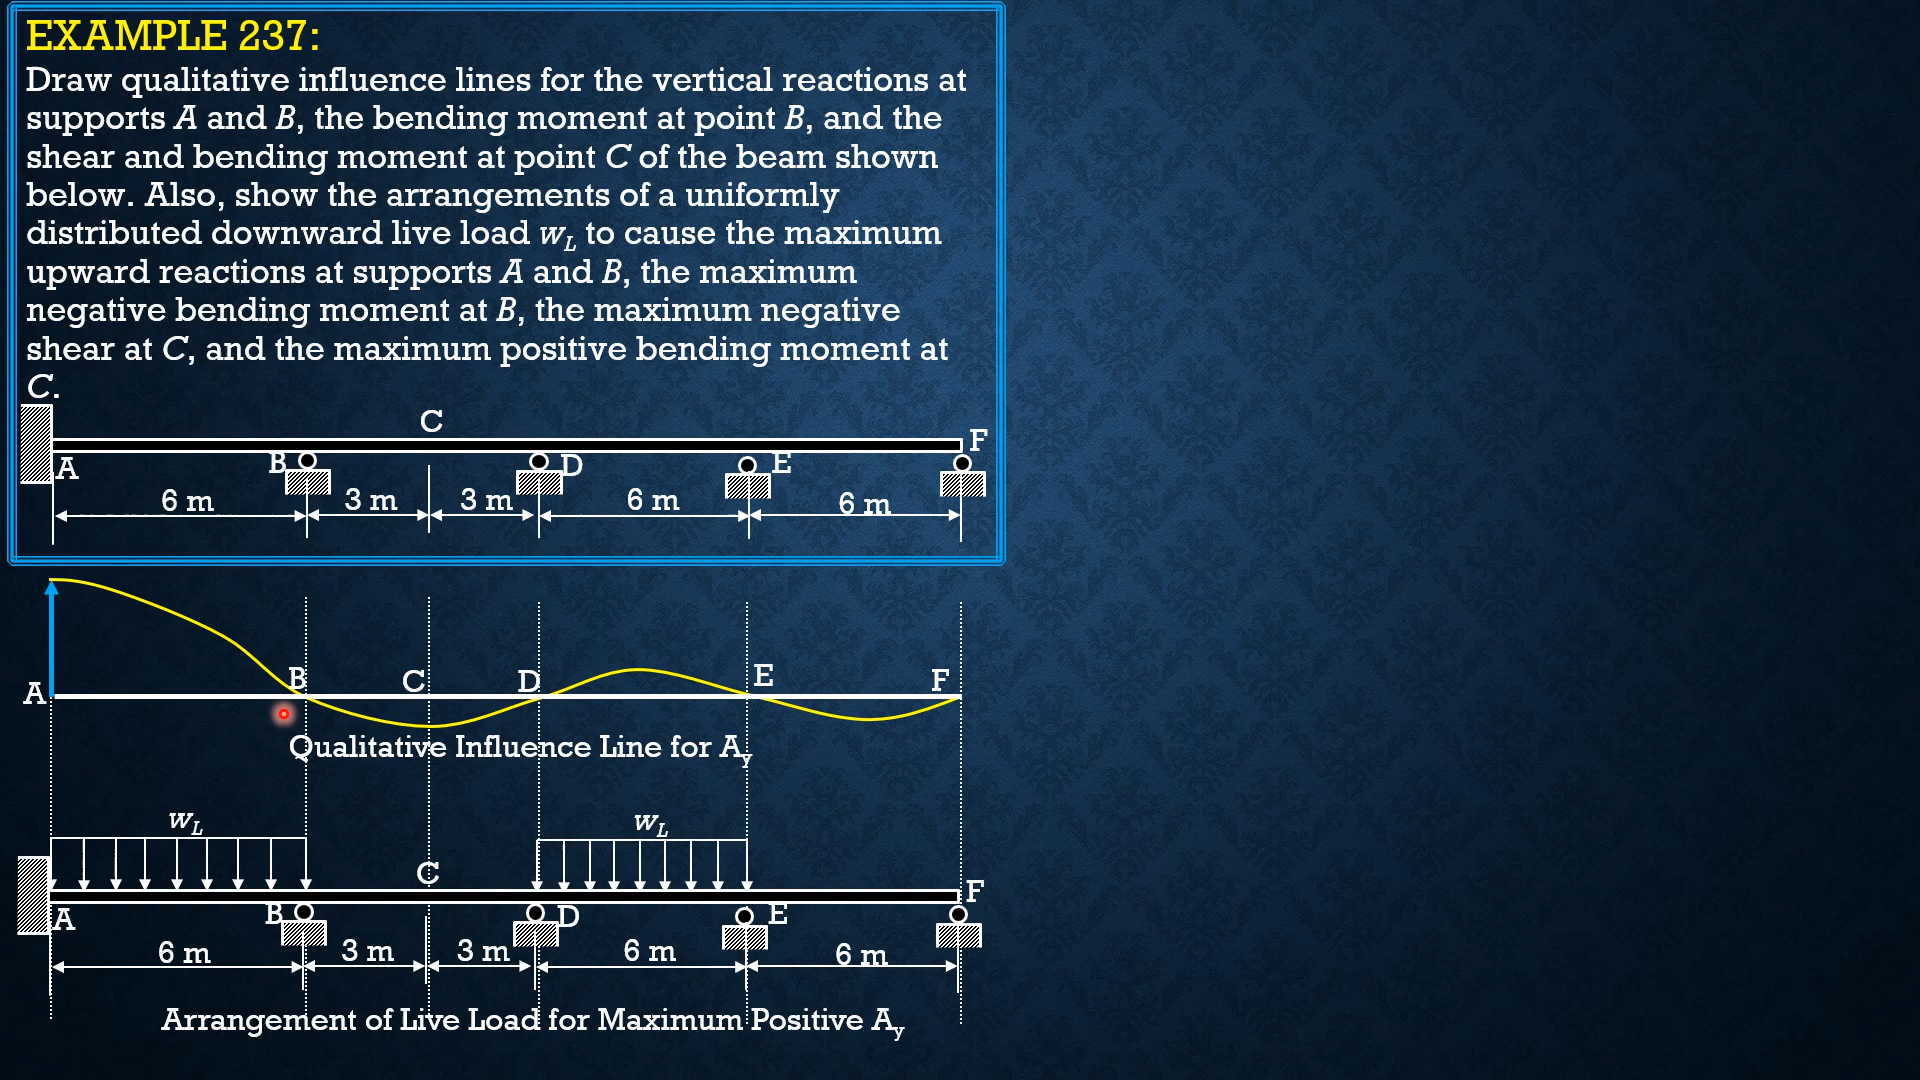 EXAMPLE 237:
Draw qualitative influence lines for the vertical reactions at
supports A and B, the bending moment at point B, and the
shear and bending moment at point C of the beam shown
below. Also, show the arrangements of a uniformly
distributed downward live load wL to cause the maximum
upward reactions at supports A and B, the maximum
negative bending moment at B, the maximum negative
shear at C, and the maximum positive bending moment at
C.
C
F
A B D E
6 m 3 m 3 m 6 m 6 m
A B C D E F
Qualitative Influence Line for Ay
wL wL
C
F
A B D E
6 m 3 m 3 m 6 m 6 m
Arrangement of Live Load for Maximum Positive Ay